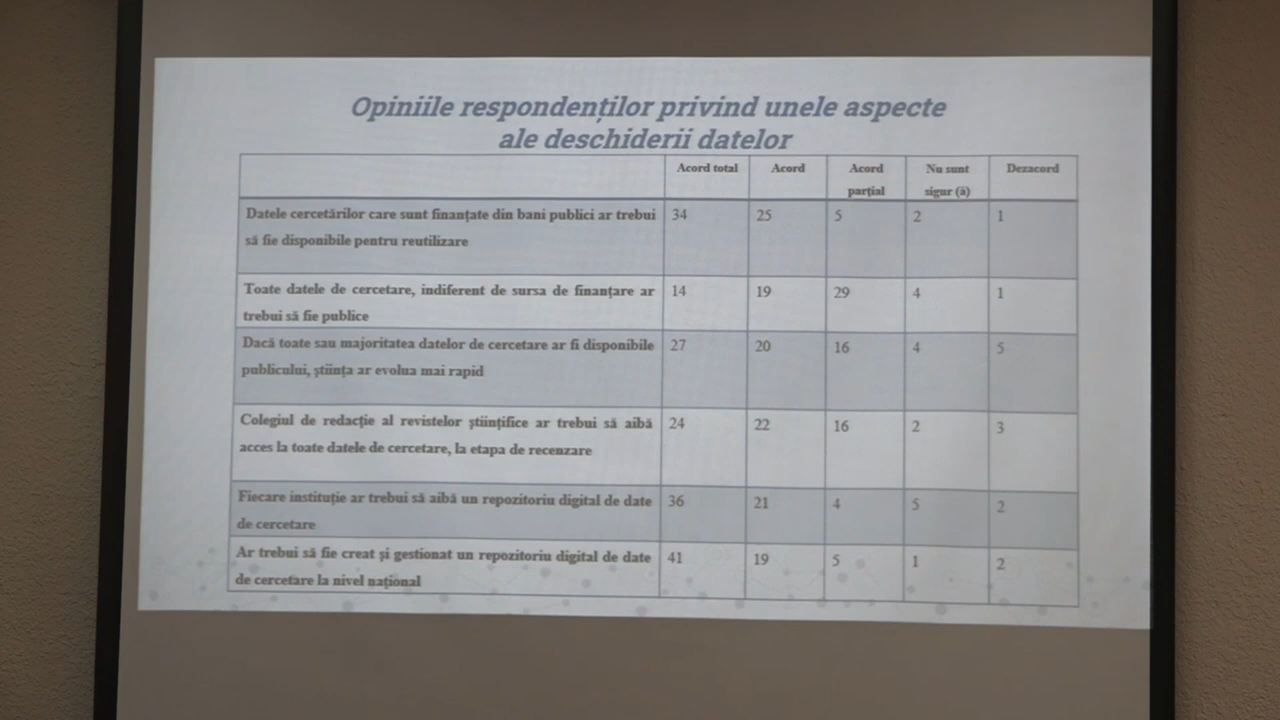 Opiniile respondenților privind unele aspecte
ale deschiderii datelor
Acord total Acord Acord parțial Nu sunt sigur (ă) Dezacord
Datele cercetărilor care sunt finanțate din bani publici ar trebui 34 25 5 2 1
să fie disponibile pentru reutilizare
Toate datele de cercetare, indiferent de sursa de finanțare ar 14 19 29 4 1
trebui să fie publice
Dacă toate sau majoritatea datelor de cercetare ar fi disponibile 27 20 16 4 5
publicului, știința ar evolua mai rapid
Colegiul de redacție al revistelor științifice ar trebui să aibă 24 22 16 2 3
acces la toate datele de cercetare, la etapa de recenzare
Fiecare instituție ar trebui să aibă un repozitoriu digital de date 36 21 4 5 2
de cercetare
Ar trebui să fie creat și gestionat un repozitoriu digital de date 41 19 5 1 2
de cercetare la nivel național